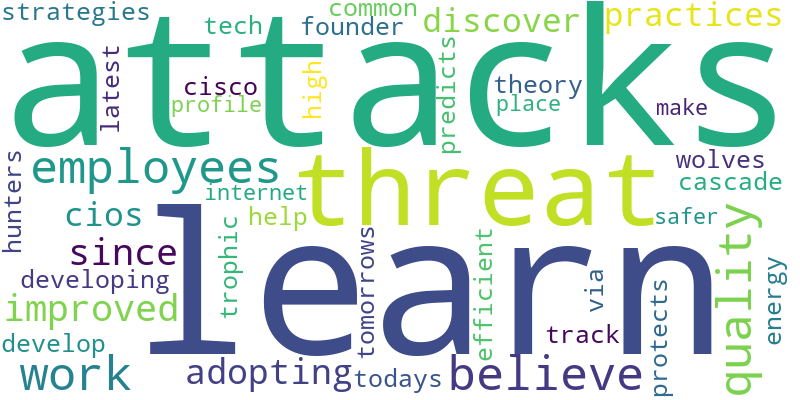 strategies
tech
common
founder
discover
practices
attacks
latest
cisco
profile
high
predicts
theory
place
make
hunters
employees
internet
threat
wolves
cascade
cios
help
safer
since
learn
developing
trophic
tomorrows
efficient
via
quality
energy
improved
track
protects
develop
work
adopting
todays
believe